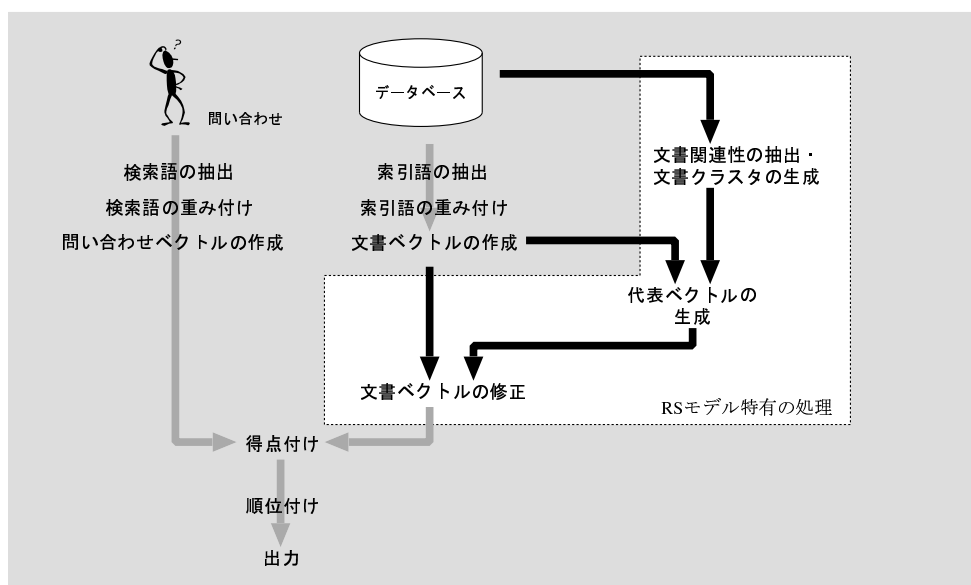 ?
問い合わせ
データベース
検索語の抽出
検索語の重み付け
問い合わせベクトルの作成
索引語の抽出
索引語の重み付け
文書ベクトルの作成
文書関連性の抽出・
文書クラスタの生成
代表ベクトルの
生成
文書ベクトルの修正
RSモデル特有の処理
得点付け
順位付け
出力